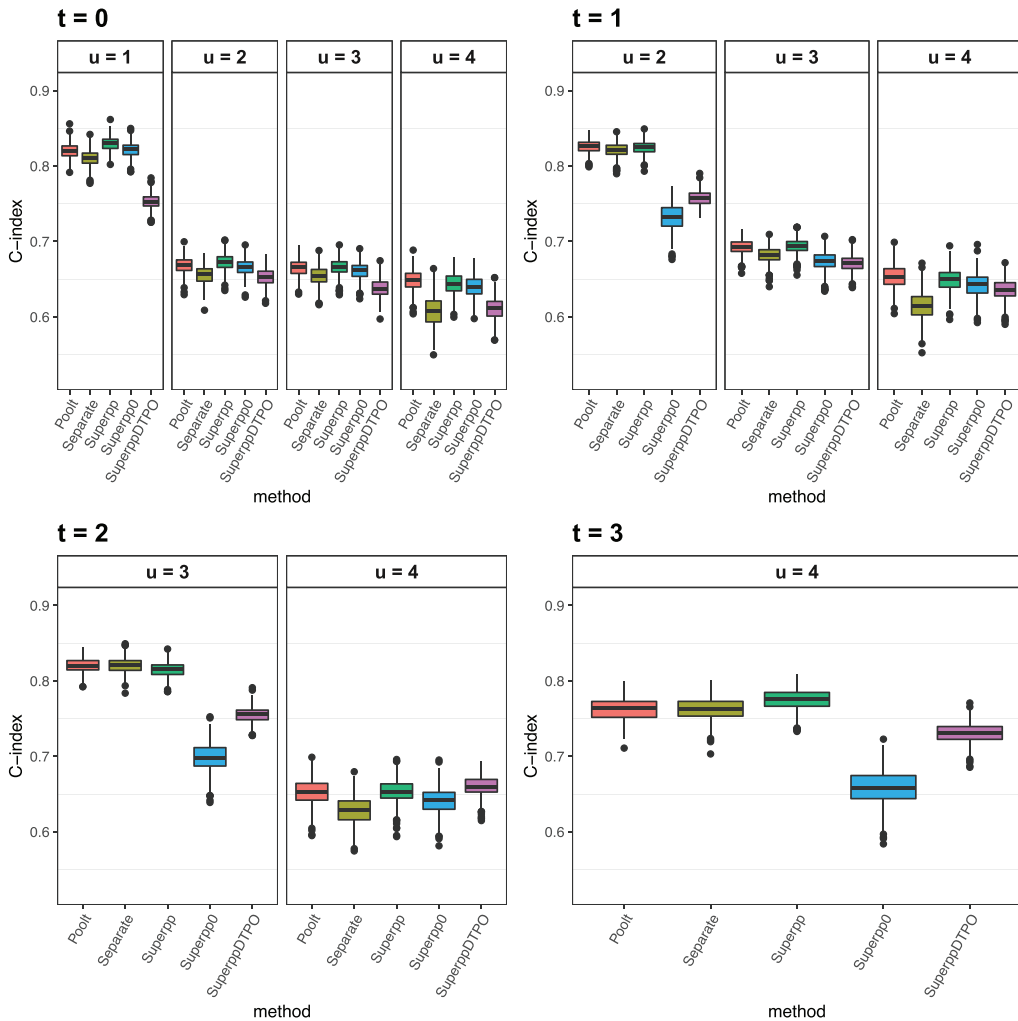 t = 0
u = 1 u = 2 u = 3 u = 4
0.9
0.8
0.7
0.6
C−index
Poolt Separate Superpp Superpp0 SuperppDTPO Poolt Separate Superpp Superpp0 SuperppDTPO Poolt Separate Superpp Superpp0 SuperppDTPO Poolt Separate Superpp Superpp0 SuperppDTPO
method
t = 1
u = 2 u = 3 u = 4
0.9
0.8
0.7
0.6
C−index
Poolt Separate Superpp Superpp0 SuperppDTPO Poolt Separate Superpp Superpp0 SuperppDTPO Poolt Separate Superpp Superpp0 SuperppDTPO
method
t = 2
u = 3 u = 4
0.9
0.8
0.7
0.6
C−index
Poolt Separate Superpp Superpp0 SuperppDTPO Poolt Separate Superpp Superpp0 SuperppDTPO
method
t = 3
u = 4
0.9
0.8
0.7
0.6
C−index
Poolt Separate Superpp Superpp0 SuperppDTPO
method